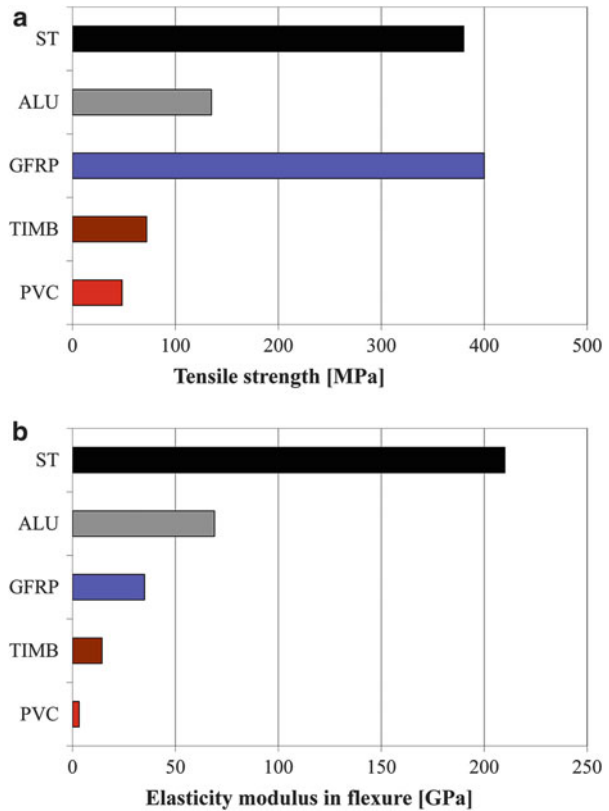 a
ST
ALU
GFRP
TIMB
PVC
0 100 200 300 400 500
Tensile strength [MPa]
b
ST
ALU
GFRP
TIMB
PVC
0 50 100 150 200 250
Elasticity modulus in flexure [GPa]